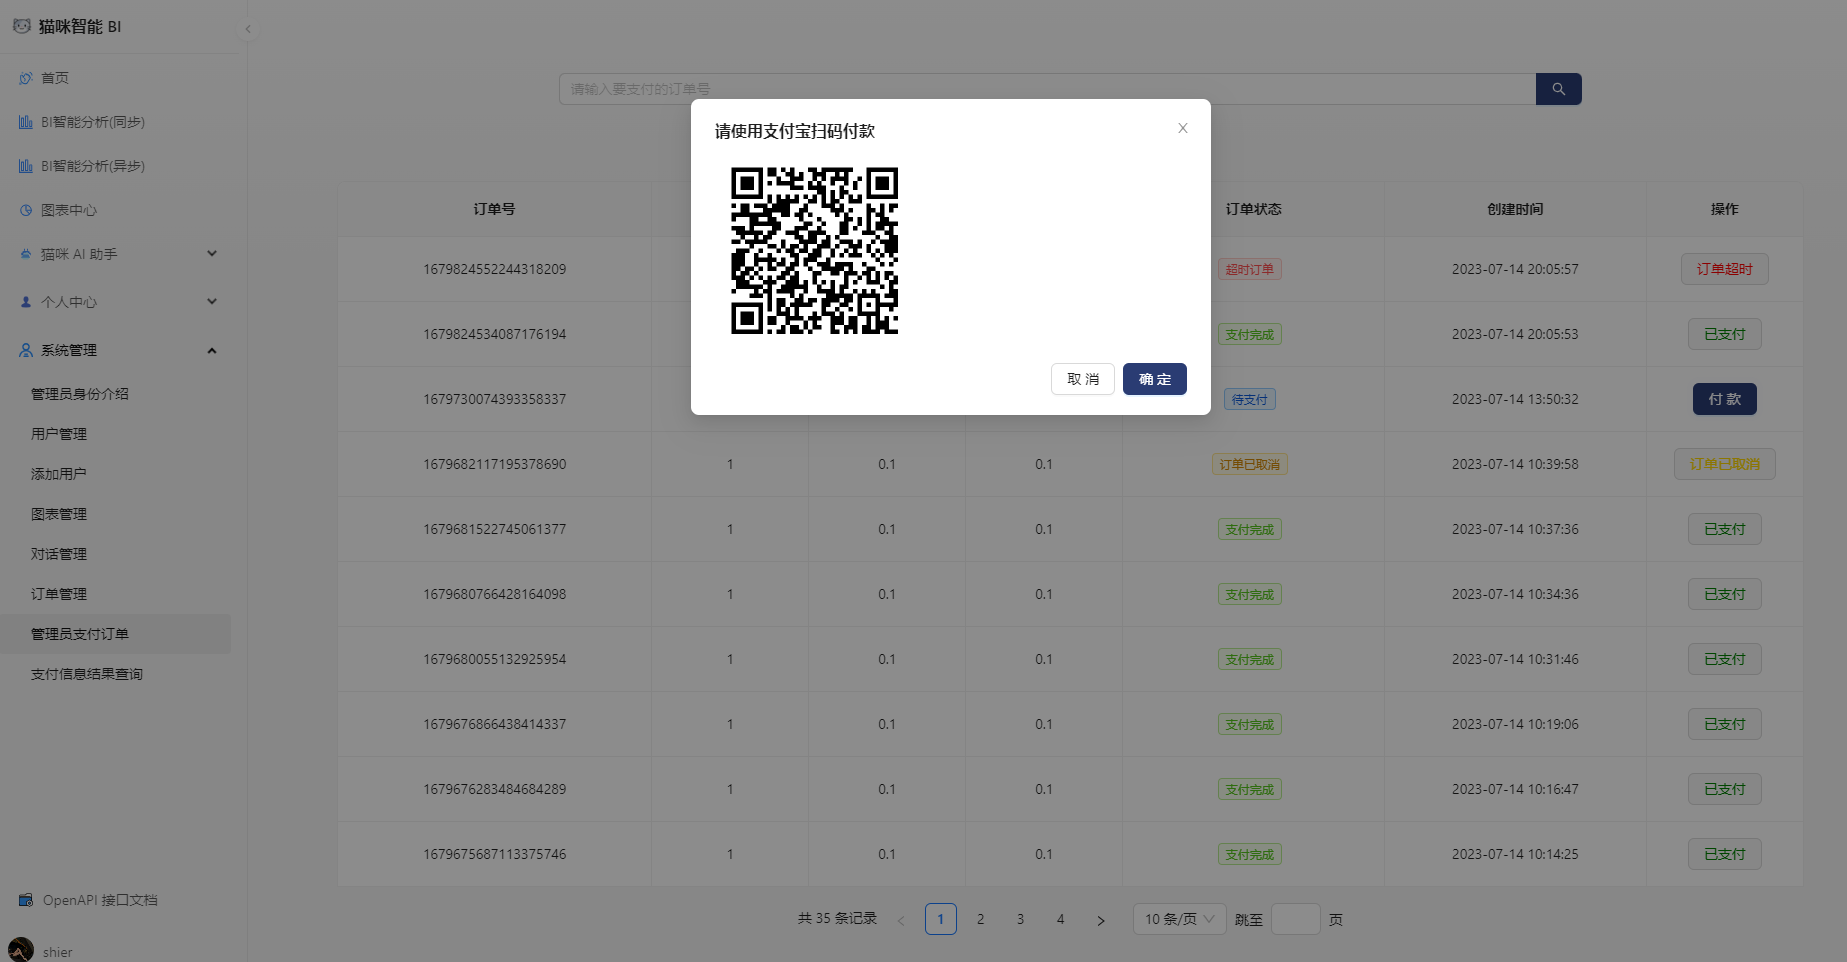 猫咪智能 BI
首页
BI智能分析(同步)
BI智能分析(异步)
图表中心
猫咪 AI 助手
个人中心
系统管理
管理员身份介绍
用户管理
添加用户
图表管理
对话管理
订单管理
管理员支付订单
支付信息结果查询
OpenAPI 接口文档
shier
请输入要支付的订单号
请使用支付宝扫码付款
取 消
确 定
订单号 订单状态 创建时间 操作
1679824552244318209 超时订单 2023-07-14 20:05:57 订单超时
1679824534087176194 支付完成 2023-07-14 20:05:53 已支付
1679730074393358337 待支付 2023-07-14 13:50:32 付 款
1679682117195378690 1 0.1 0.1 订单已取消 2023-07-14 10:39:58 订单已取消
1679681522745061377 1 0.1 0.1 支付完成 2023-07-14 10:37:36 已支付
1679680766428164098 1 0.1 0.1 支付完成 2023-07-14 10:34:36 已支付
1679680055132925954 1 0.1 0.1 支付完成 2023-07-14 10:31:46 已支付
1679676866438414337 1 0.1 0.1 支付完成 2023-07-14 10:19:06 已支付
1679676283484684289 1 0.1 0.1 支付完成 2023-07-14 10:16:47 已支付
1679675687113375746 1 0.1 0.1 支付完成 2023-07-14 10:14:25 已支付
共 35 条记录 < 1 2 3 4 > 10 条/页 跳至 页